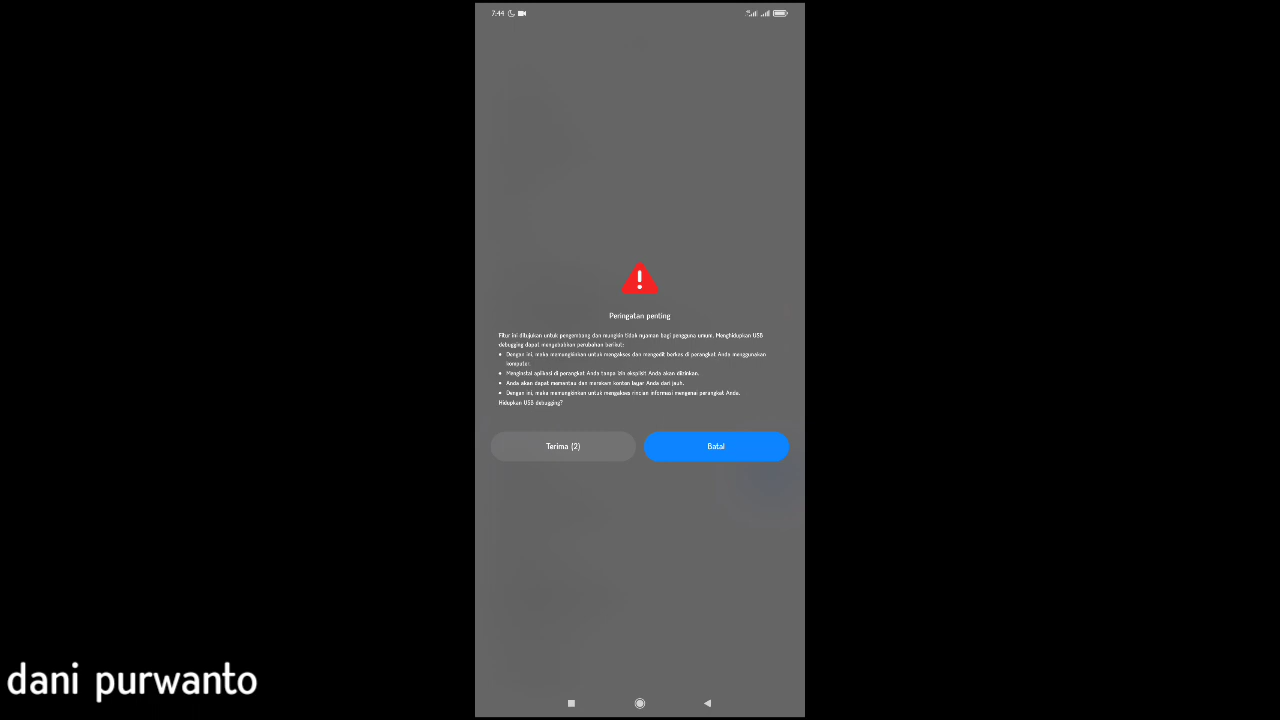 7:44
Peringatan penting
Fitur ini ditujukan untuk pengembang dan mungkin tidak nyaman bagi pengguna umum. Menghidupkan USB
debugging dapat menyebabkan perubahan berikut:
• Dengan ini, maka memungkinkan untuk mengakses dan mengedit berkas di perangkat Anda menggunakan
komputer.
• Menginstal aplikasi di perangkat Anda tanpa izin eksplisit Anda akan diizinkan.
• Anda akan dapat memantau dan merekam konten layar Anda dari jauh.
• Dengan ini, maka memungkinkan untuk mengakses rincian informasi mengenai perangkat Anda.
Hidupkan USB debugging?
Terima (2)
Batal
dani purwanto